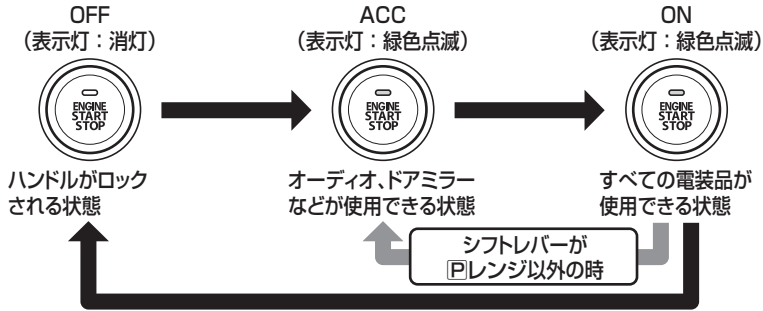 OFF
(表示灯：消灯)
ENGINE
START
STOP
ハンドルがロック
される状態
ACC
(表示灯：緑色点滅)
ENGINE
START
STOP
オーディオ、ドアミラー
などが使用できる状態
ON
(表示灯：緑色点滅)
ENGINE
START
STOP
すべての電装品が
使用できる状態
シフトレバーが
Pレンジ以外の時